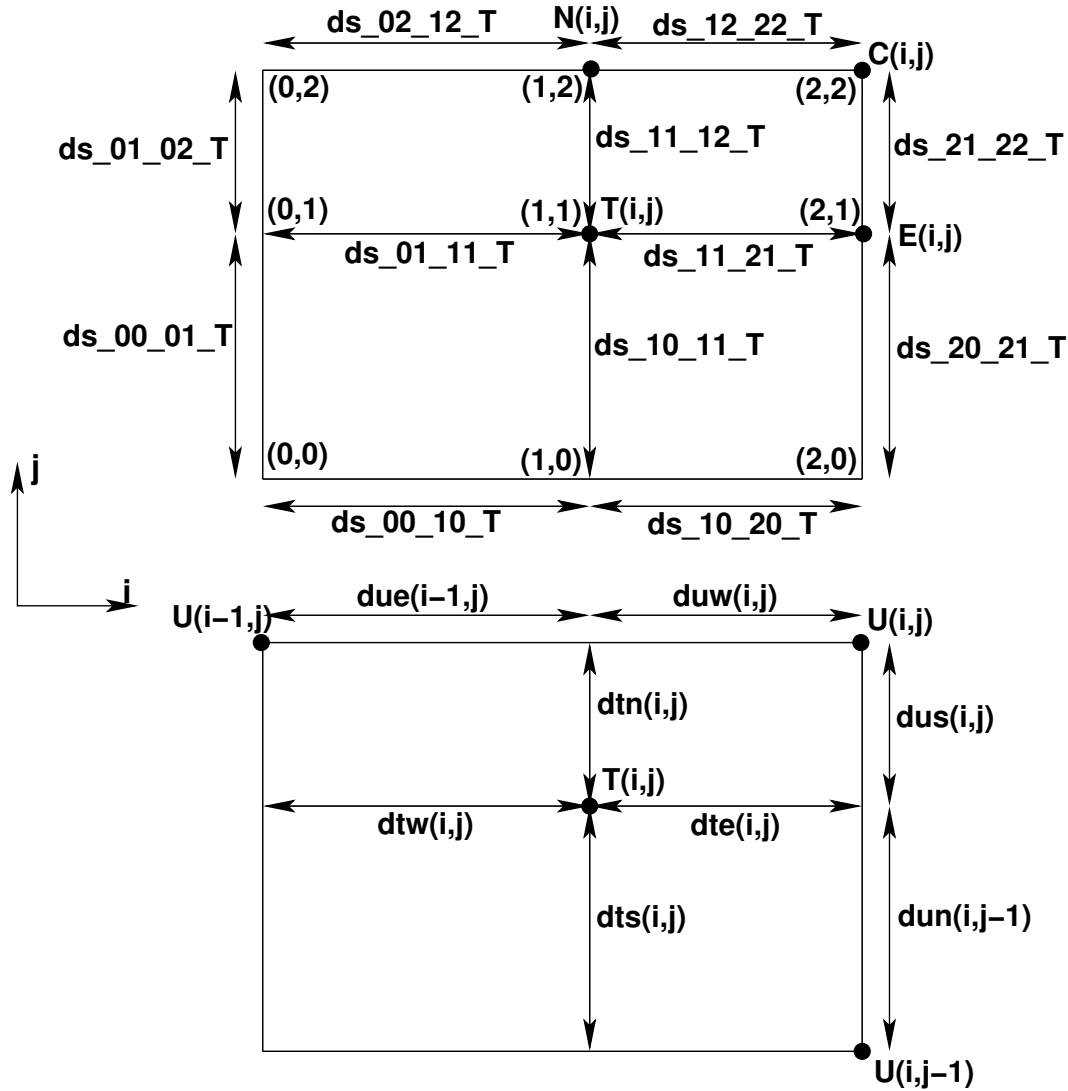 N(i,j)
ds_02_12_T
ds_12_22_T
C(i,j)
(0,2)
(1,2)
(2,2)
ds_01_02_T
ds_11_12_T
ds_21_22_T
(0,1)
(1,1)
T(i,j)
(2,1)
E(i,j)
ds_01_11_T
ds_11_21_T
ds_00_01_T
ds_10_11_T
ds_20_21_T
(0,0)
(1,0)
(2,0)
j
ds_00_10_T
ds_10_20_T
i
due(i−1,j)
duw(i,j)
U(i−1,j)
U(i,j)
dtn(i,j)
dus(i,j)
T(i,j)
dtw(i,j)
dte(i,j)
dts(i,j)
dun(i,j−1)
U(i,j−1)